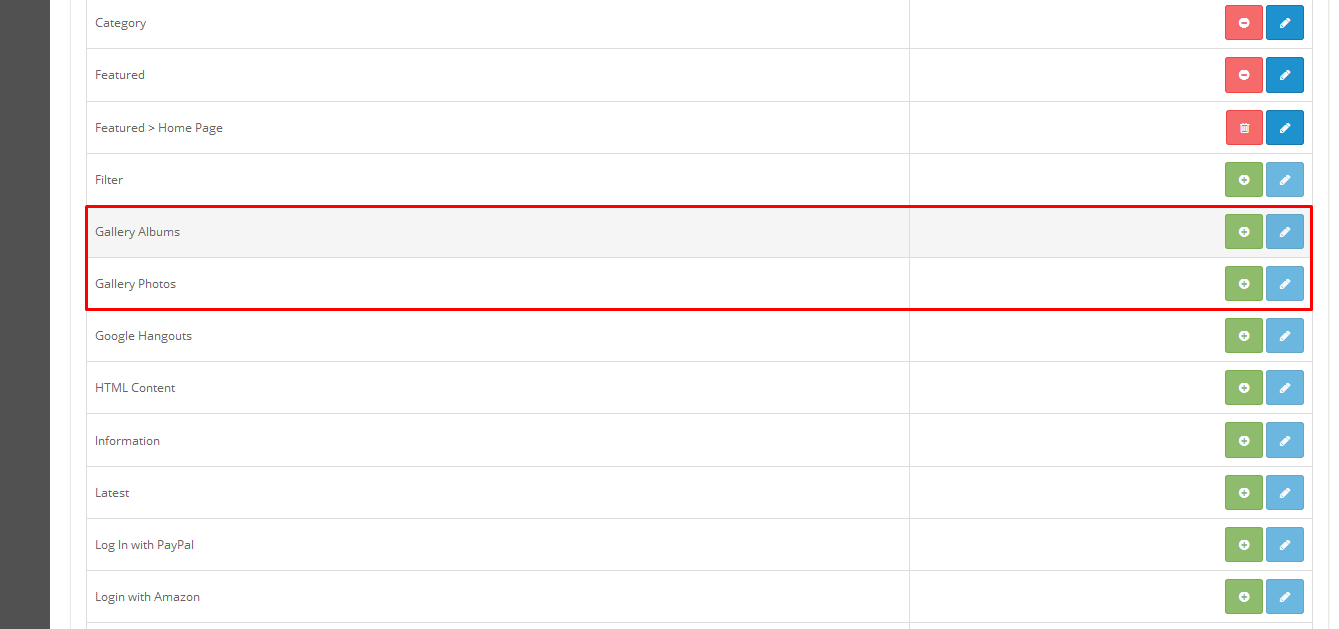 Category
Featured
Featured > Home Page
Filter
Gallery Albums
Gallery Photos
Google Hangouts
HTML Content
Information
Latest
Log In with PayPal
Login with Amazon